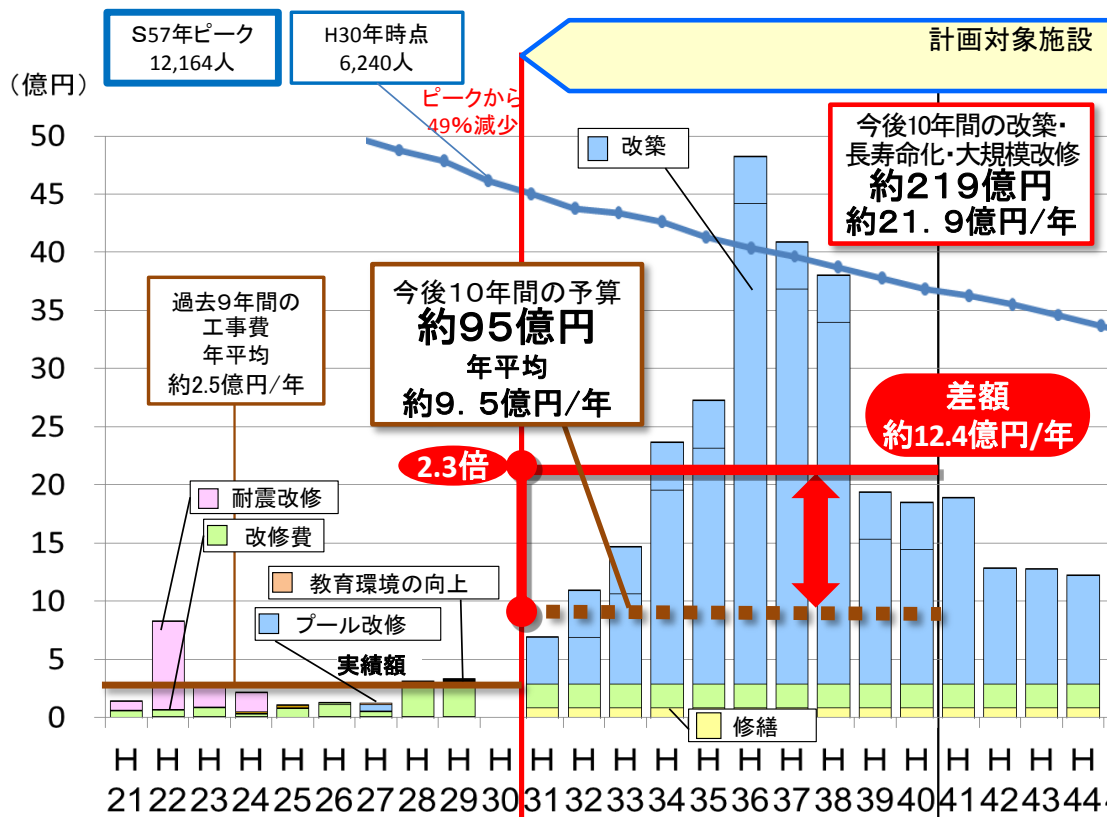 S57年ピーク
12,164人
H30年時点
6,240人
計画対象施設
（億円）
ピークから
49%減少
改築
今後10年間の改築・
長寿命化・大規模改修
約219億円
約21.9億円/年
過去9年間の
工事費
年平均
約2.5億円/年
今後10年間の予算
約95億円
年平均
約9.5億円/年
差額
約12.4億円/年
2.3倍
耐震改修
改修費
教育環境の向上
プール改修
実績額
修繕
50
45
40
35
30
25
20
15
10
5
0
H H H H H H H H H H H H H H H H H H H H H H H H
21 22 23 24 25 26 27 28 29 30 31 32 33 34 35 36 37 38 39 40 41 42 43 44